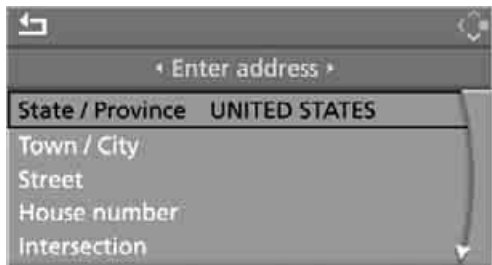 Enter address
State / Province UNITED STATES
Town / City
Street
House number
Intersection